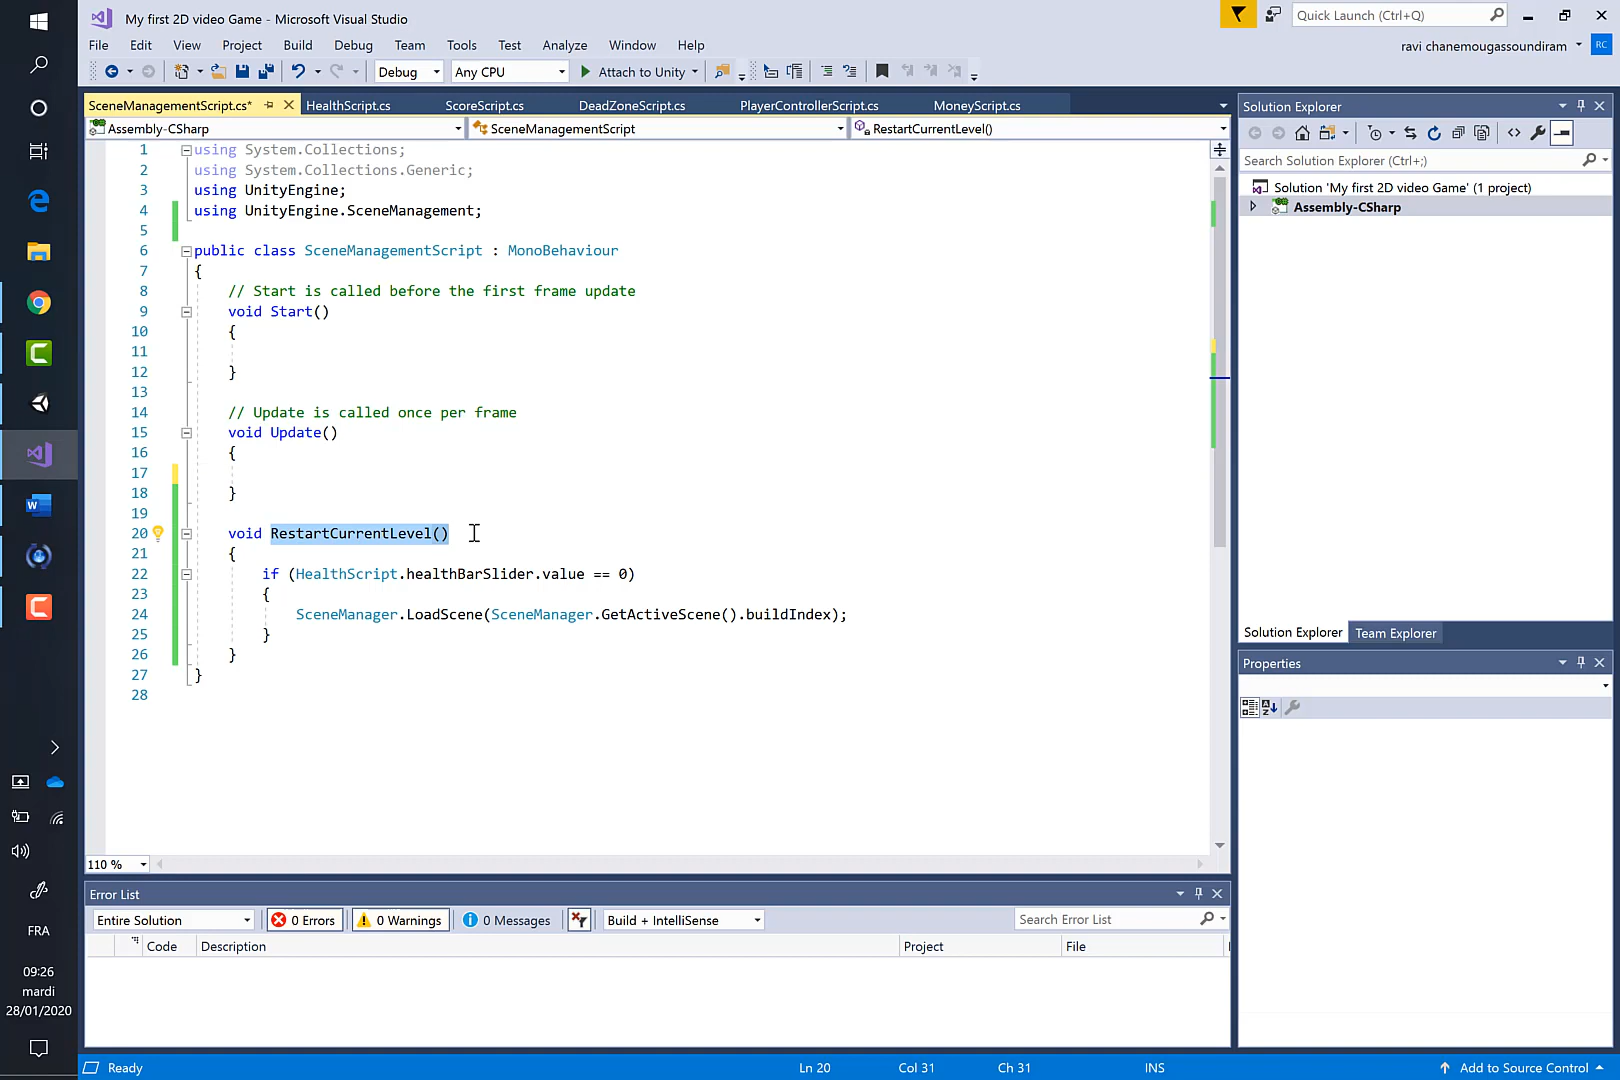 My first 2D video Game - Microsoft Visual Studio
Quick Launch (Ctrl+Q)
File Edit View Project Build Debug Team Tools Test Analyze Window Help
ravi chanemougassoundiram RC
Debug Any CPU Attach to Unity
SceneManagementScript.cs* HealthScript.cs ScoreScript.cs DeadZoneScript.cs PlayerControllerScript.cs MoneyScript.cs
Assembly-CSharp SceneManagementScript RestartCurrentLevel()
1 using System.Collections;
2 using System.Collections.Generic;
3 using UnityEngine;
4 using UnityEngine.SceneManagement;
5
6 public class SceneManagementScript : MonoBehaviour
7 {
8 // Start is called before the first frame update
9 void Start()
10 {
11
12 }
13
14 // Update is called once per frame
15 void Update()
16 {
17
18 }
19
20 void RestartCurrentLevel()
21 {
22 if (HealthScript.healthBarSlider.value == 0)
23 {
24 SceneManager.LoadScene(SceneManager.GetActiveScene().buildIndex);
25 }
26 }
27 }
28
110 %
Solution Explorer
Search Solution Explorer (Ctrl+;)
Solution 'My first 2D video Game' (1 project)
Assembly-CSharp
Solution Explorer Team Explorer
Properties
Error List
Entire Solution 0 Errors 0 Warnings 0 Messages Build + IntelliSense Search Error List
Code Description Project File
Ready Ln 20 Col 31 Ch 31 INS Add to Source Control
FRA
09:26
mardi
28/01/2020